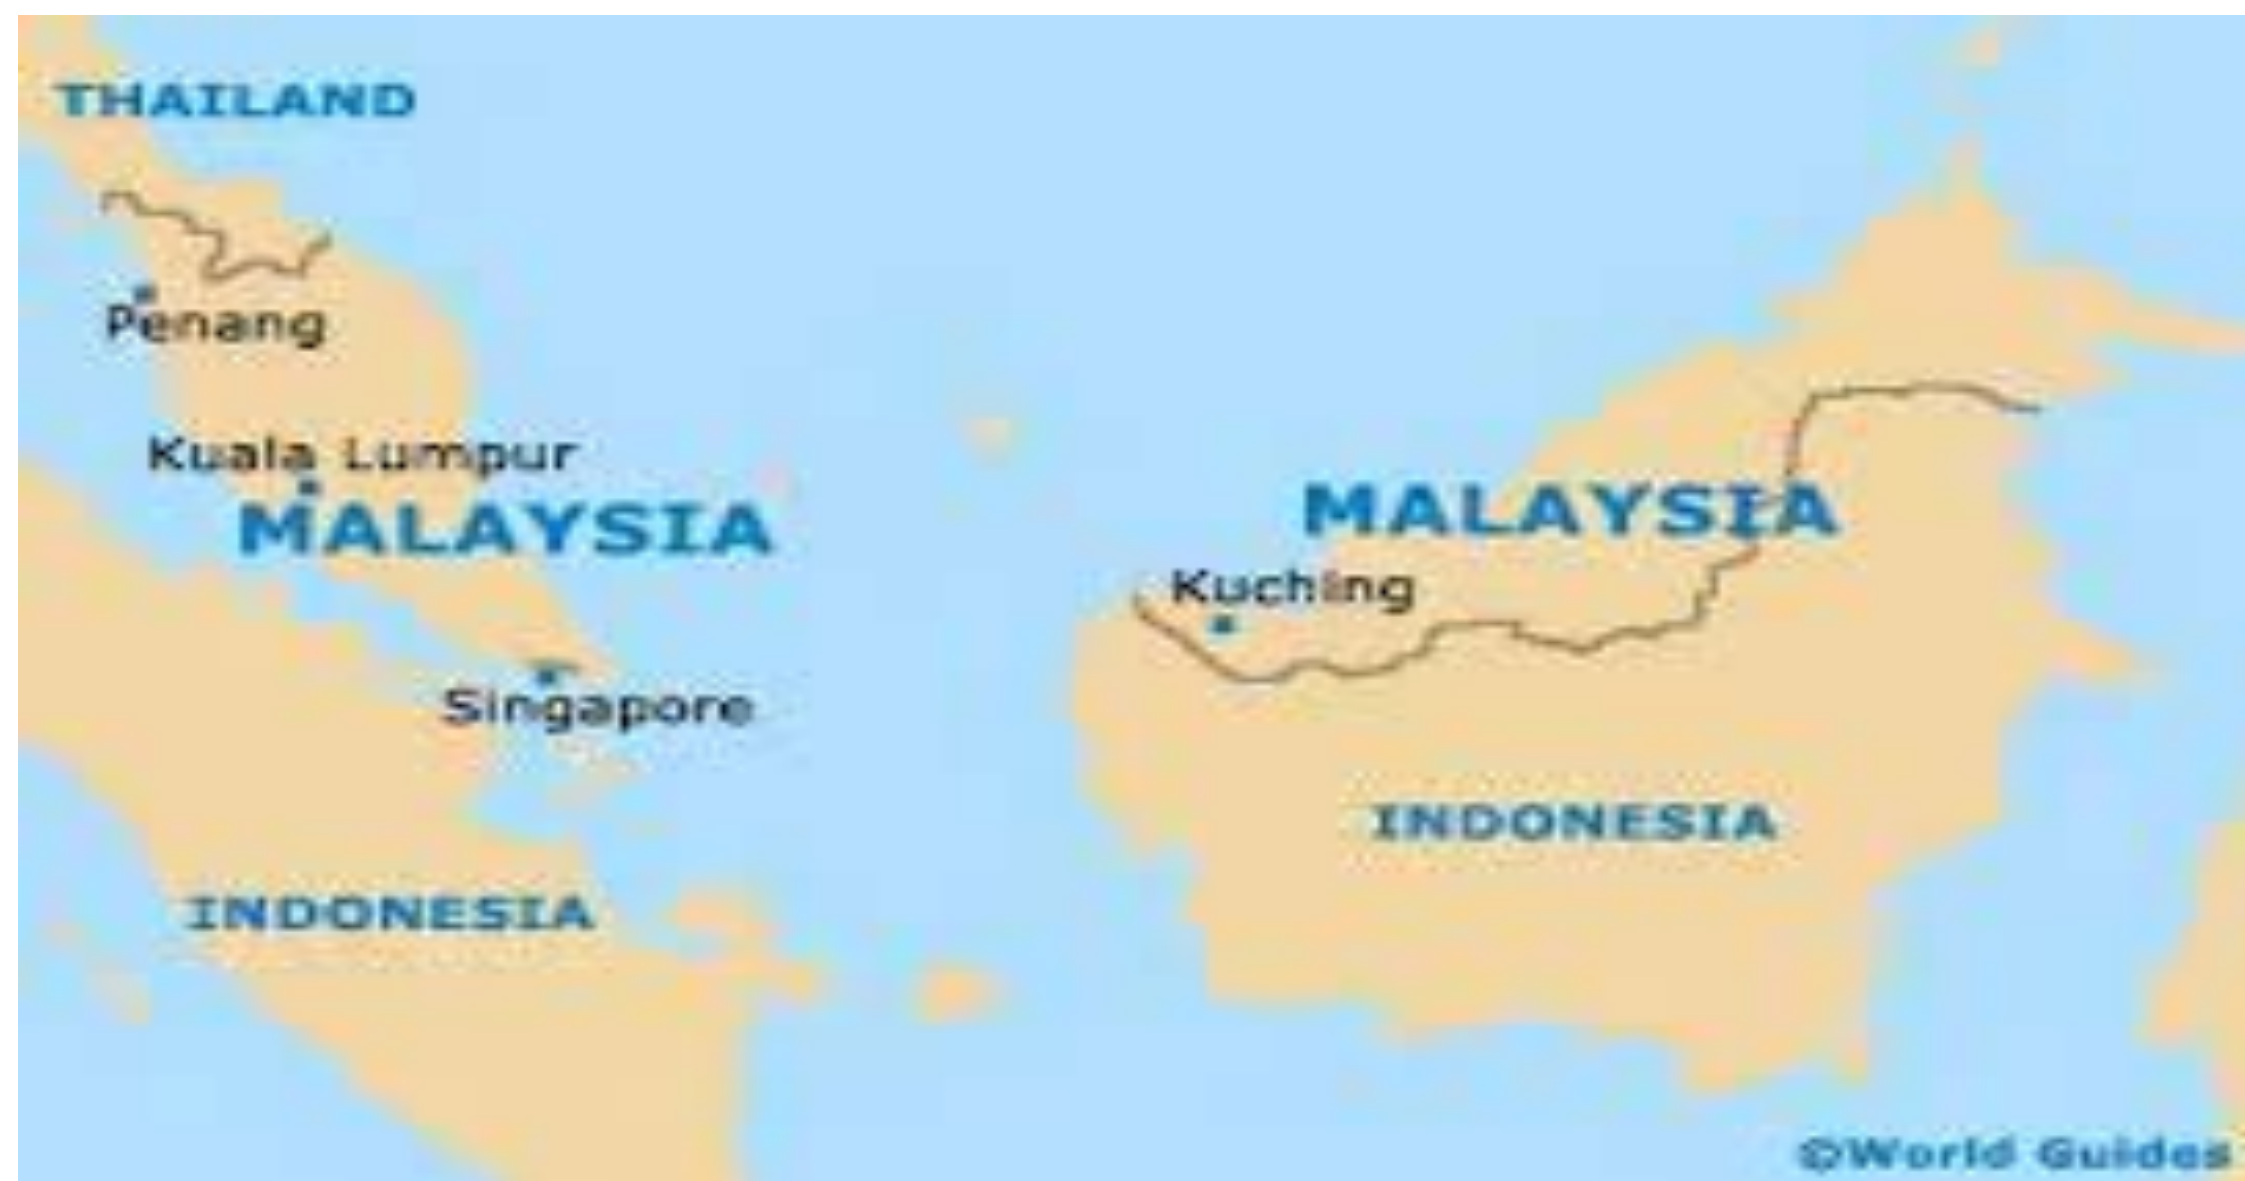 THAILAND
Penang
Kuala Lumpur
MALAYSIA
MALAYSIA
Kuching
Singapore
INDONESIA
INDONESIA
©World Guides